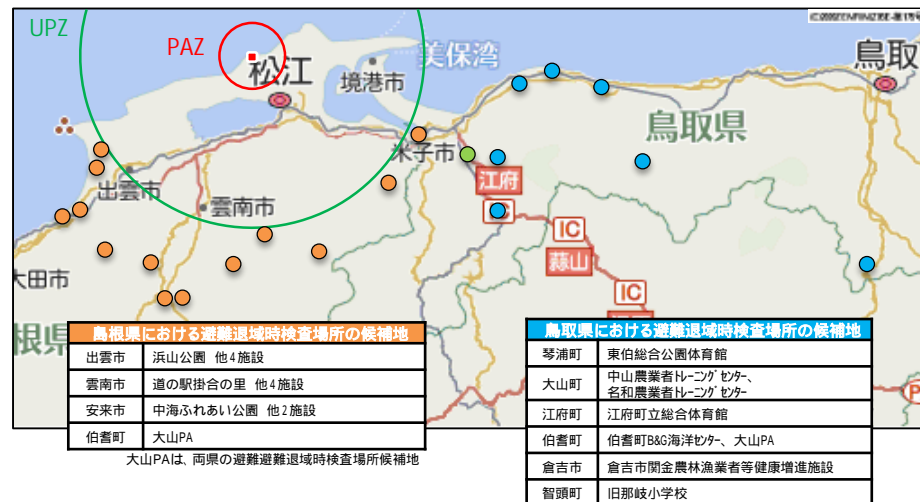 UPZ
PAZ
松江
境港市
美保湾
鳥取
鳥取県
米子市
江府
IC
IC
蒜山
IC
出雲市
雲南市
大田市
根県
島根県における避難退域時検査場所の候補地
出雲市 浜山公園 他4施設
雲南市 道の駅掛合の里 他4施設
安来市 中海ふれあい公園 他2施設
伯耆町 大山PA
大山PAは、両県の避難避難退域時検査場所候補地
鳥取県における避難退域時検査場所の候補地
琴浦町 東伯総合公園体育館
大山町 中山農業者トレーニングセンター、
名和農業者トレーニングセンター
江府町 江府町立総合体育館
伯耆町 伯耆町B&G海洋センター、大山PA
倉吉市 倉吉市関金農林漁業者等健康増進施設
智頭町 旧那岐小学校